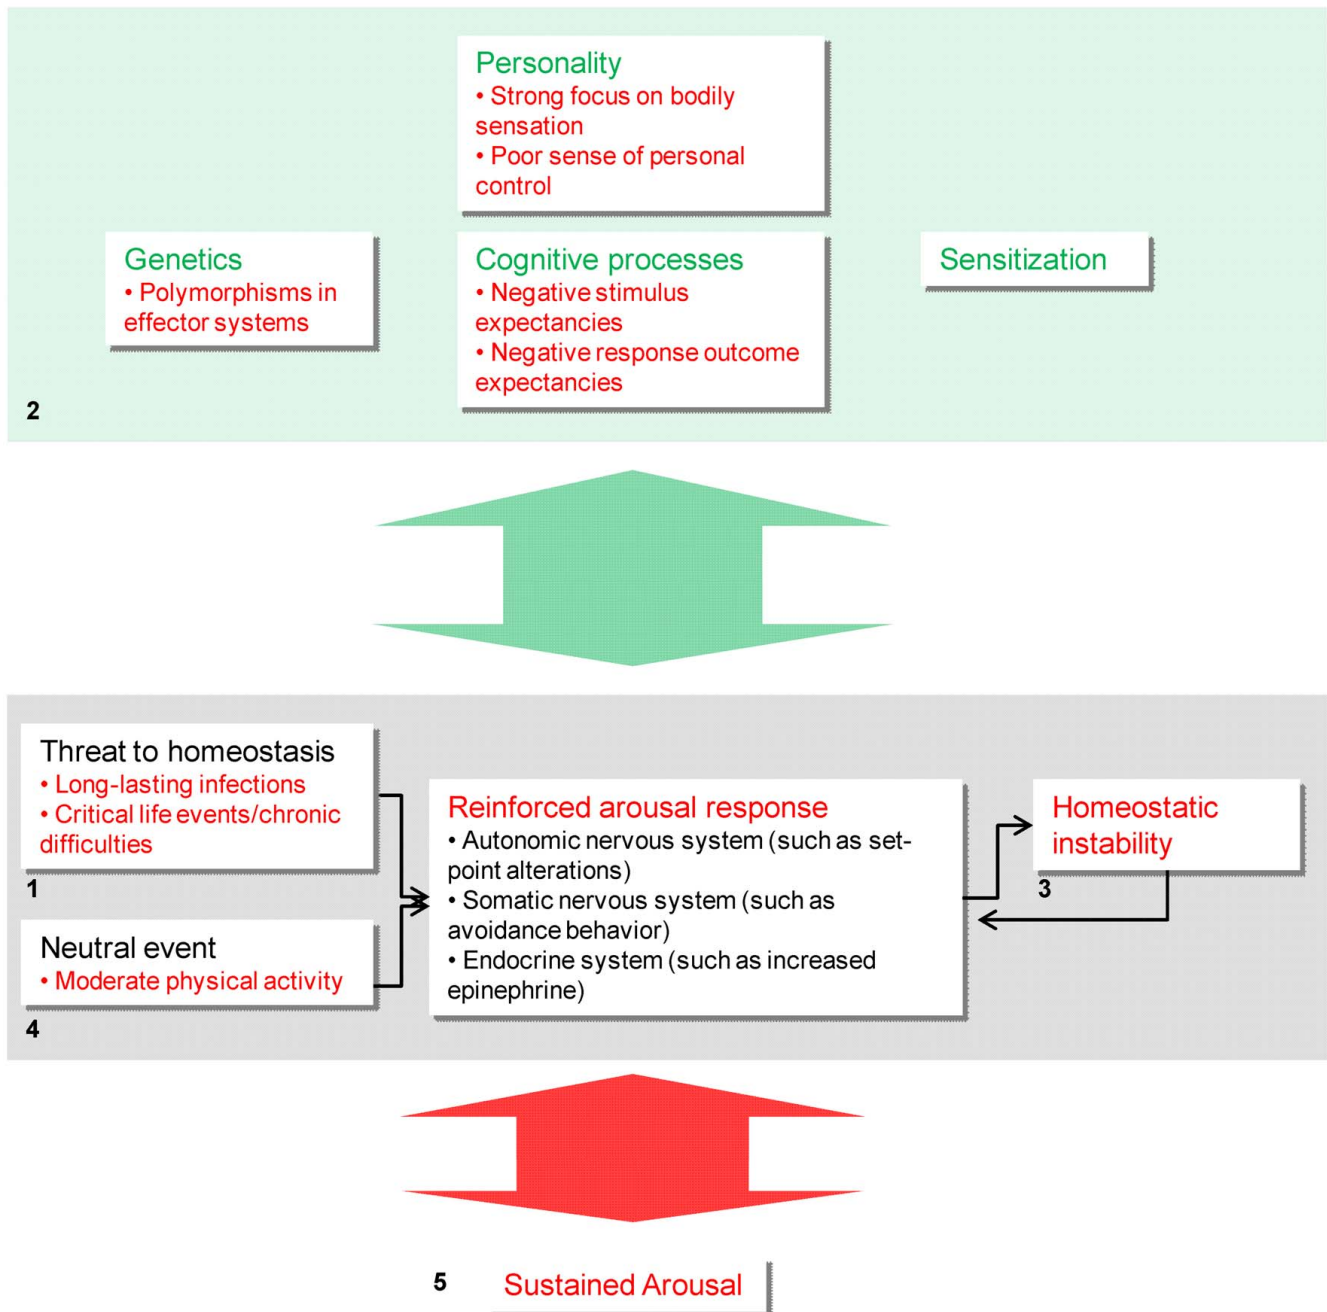 Personality
• Strong focus on bodily
sensation
• Poor sense of personal
control
Genetics
• Polymorphisms in
effector systems
Cognitive processes
• Negative stimulus
expectancies
• Negative response outcome
expectancies
Sensitization
2
Threat to homeostasis
• Long-lasting infections
• Critical life events/chronic
difficulties
1
Neutral event
• Moderate physical activity
4
Reinforced arousal response
• Autonomic nervous system (such as set-
point alterations)
• Somatic nervous system (such as
avoidance behavior)
• Endocrine system (such as increased
epinephrine)
Homeostatic
instability
3
5
Sustained Arousal